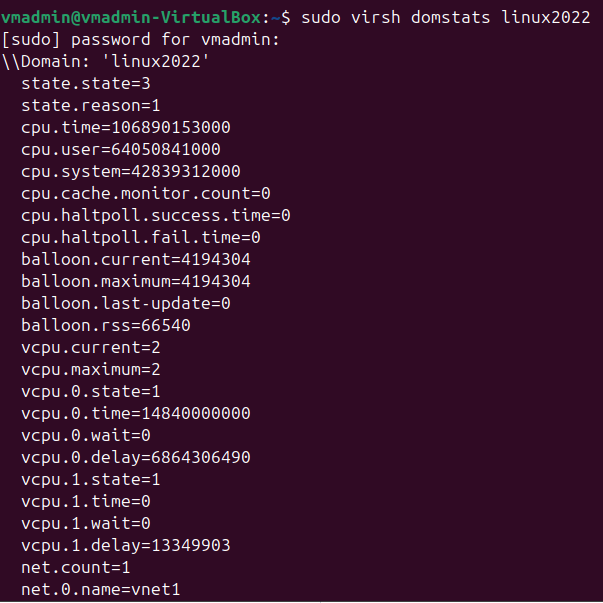 vmadmin@vmadmin-VirtualBox:~$ sudo virsh domstats linux2022
[sudo] password for vmadmin:
\\Domain: 'linux2022'
state.state=3
state.reason=1
cpu.time=106890153000
cpu.user=64050841000
cpu.system=42839312000
cpu.cache.monitor.count=0
cpu.haltpoll.success.time=0
cpu.haltpoll.fail.time=0
balloon.current=4194304
balloon.maximum=4194304
balloon.last-update=0
balloon.rss=66540
vcpu.current=2
vcpu.maximum=2
vcpu.0.state=1
vcpu.0.time=14840000000
vcpu.0.wait=0
vcpu.0.delay=6864306490
vcpu.1.state=1
vcpu.1.time=0
vcpu.1.wait=0
vcpu.1.delay=13349903
net.count=1
net.0.name=vnet1